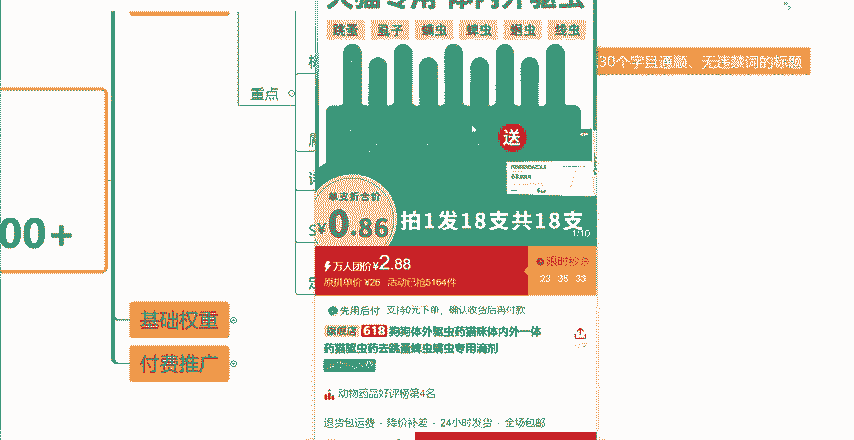 犬猫专用 体内外驱虫
跳蚤 虱子 螨虫 蜱虫 蛔虫 绦虫
30个字且通顺、无违禁词的标题
重点
送
单支折合价
¥0.86
拍1发18支共18支
1/10
00+
万人团价¥2.88
限时秒杀
原拼单价 ¥26 活动已抢5164件
23 35 33
先用后付 支持0元下单，确认收货后再付款
基础权重
旗舰店 618 狗狗体外驱虫药猫咪体内外一体
药猫驱虫药去跳蚤蜱虫螨虫专用滴剂
付费推广
动物药品好评榜第4名
退货包运费 · 降价补差 · 24小时发货 · 全场包邮